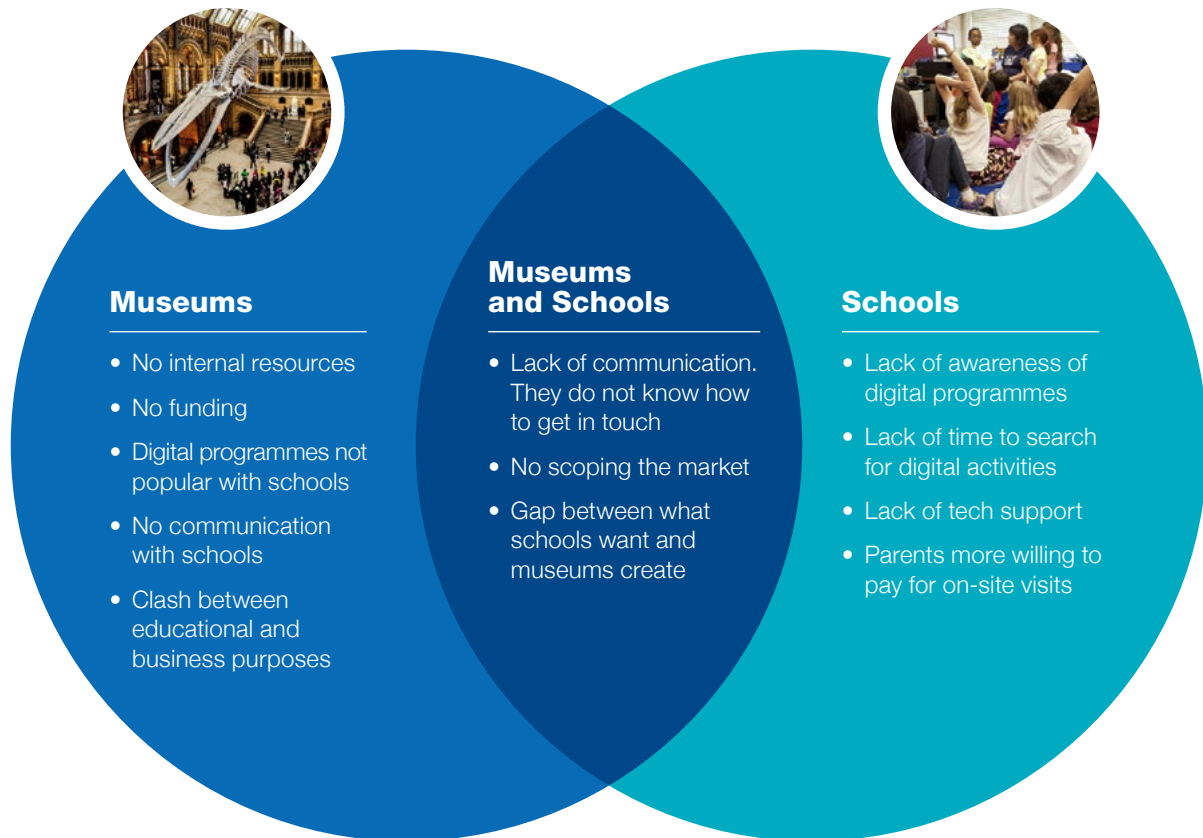 Museums
• No internal resources
• No funding
• Digital programmes not
popular with schools
• No communication
with schools
• Clash between
educational and
business purposes
Museums
and Schools
• Lack of communication.
They do not know how
to get in touch
• No scoping the market
• Gap between what
schools want and
museums create
Schools
• Lack of awareness of
digital programmes
• Lack of time to search
for digital activities
• Lack of tech support
• Parents more willing to
pay for on-site visits